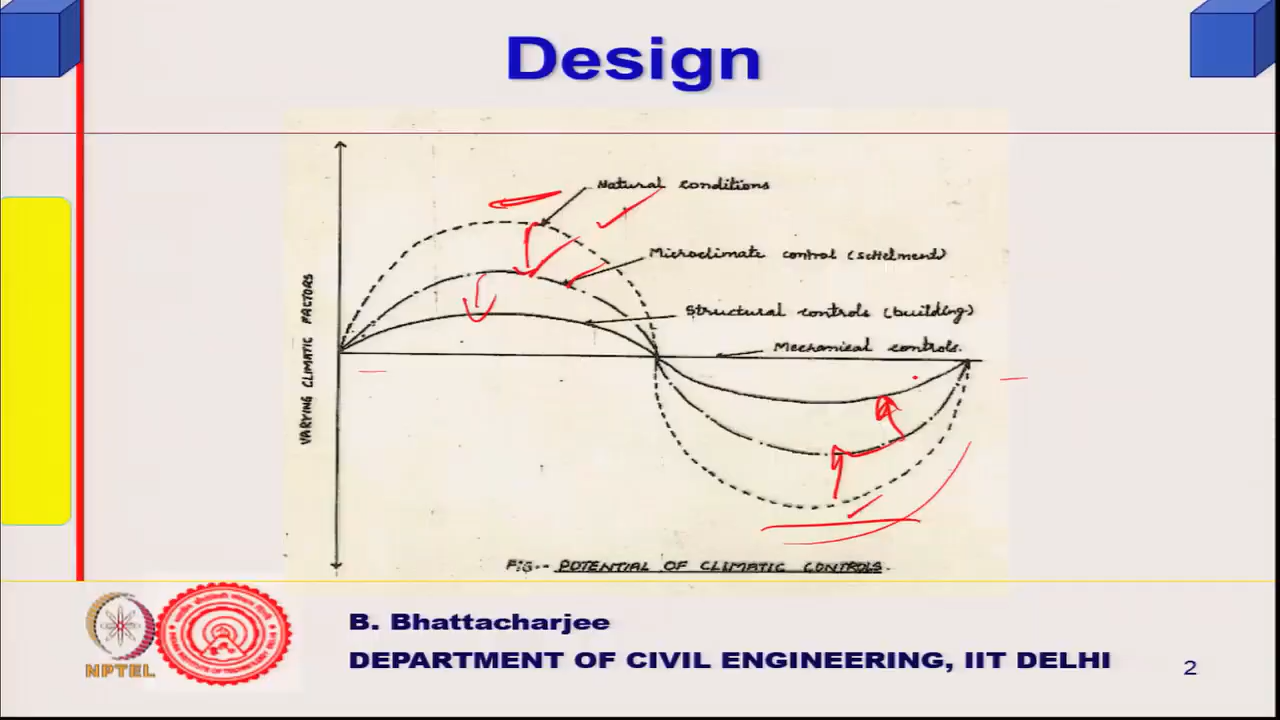 Design
Natural conditions
Microclimate control (settelment)
Structural controls (building)
Mechanical controls.
VARYING CLIMATIC FACTORS
FIG-- POTENTIAL OF CLIMATIC CONTROLS.
B. Bhattacharjee
DEPARTMENT OF CIVIL ENGINEERING, IIT DELHI
NPTEL
2